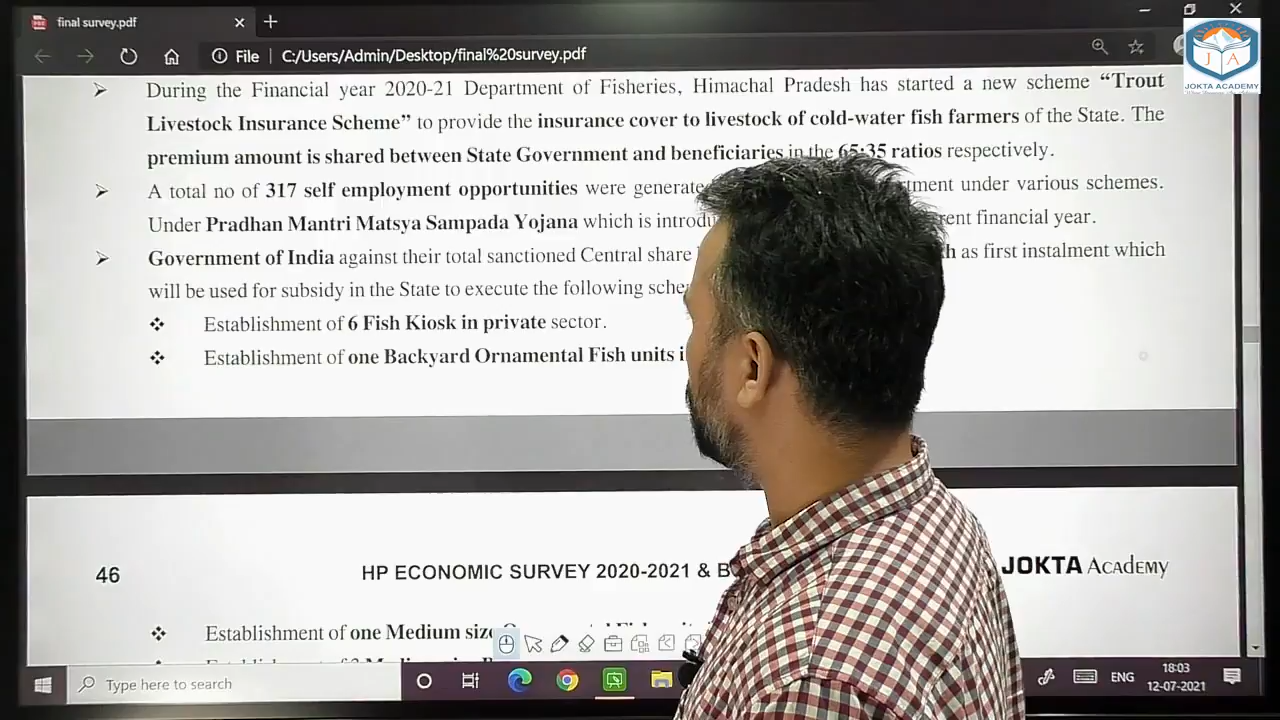 final survey.pdf
File C:/Users/Admin/Desktop/final%20survey.pdf
J A
JOKTA ACADEMY
During the Financial year 2020-21 Department of Fisheries, Himachal Pradesh has started a new scheme “Trout
Livestock Insurance Scheme” to provide the insurance cover to livestock of cold-water fish farmers of the State. The
premium amount is shared between State Government and beneficiaries in the 65:35 ratios respectively.
A total no of 317 self employment opportunities were under various schemes.
Under Pradhan Mantri Matsya Sampada Yojana which is financial year.
Government of India against their total sanctioned Central share as first instalment which
will be used for subsidy in the State to execute the following
Establishment of 6 Fish Kiosk in private sector.
Establishment of one Backyard Ornamental Fish units
46 HP ECONOMIC SURVEY 2020-2021 & JOKTA Academy
Establishment of one Medium size
Type here to search
ENG
18:03
12-07-2021